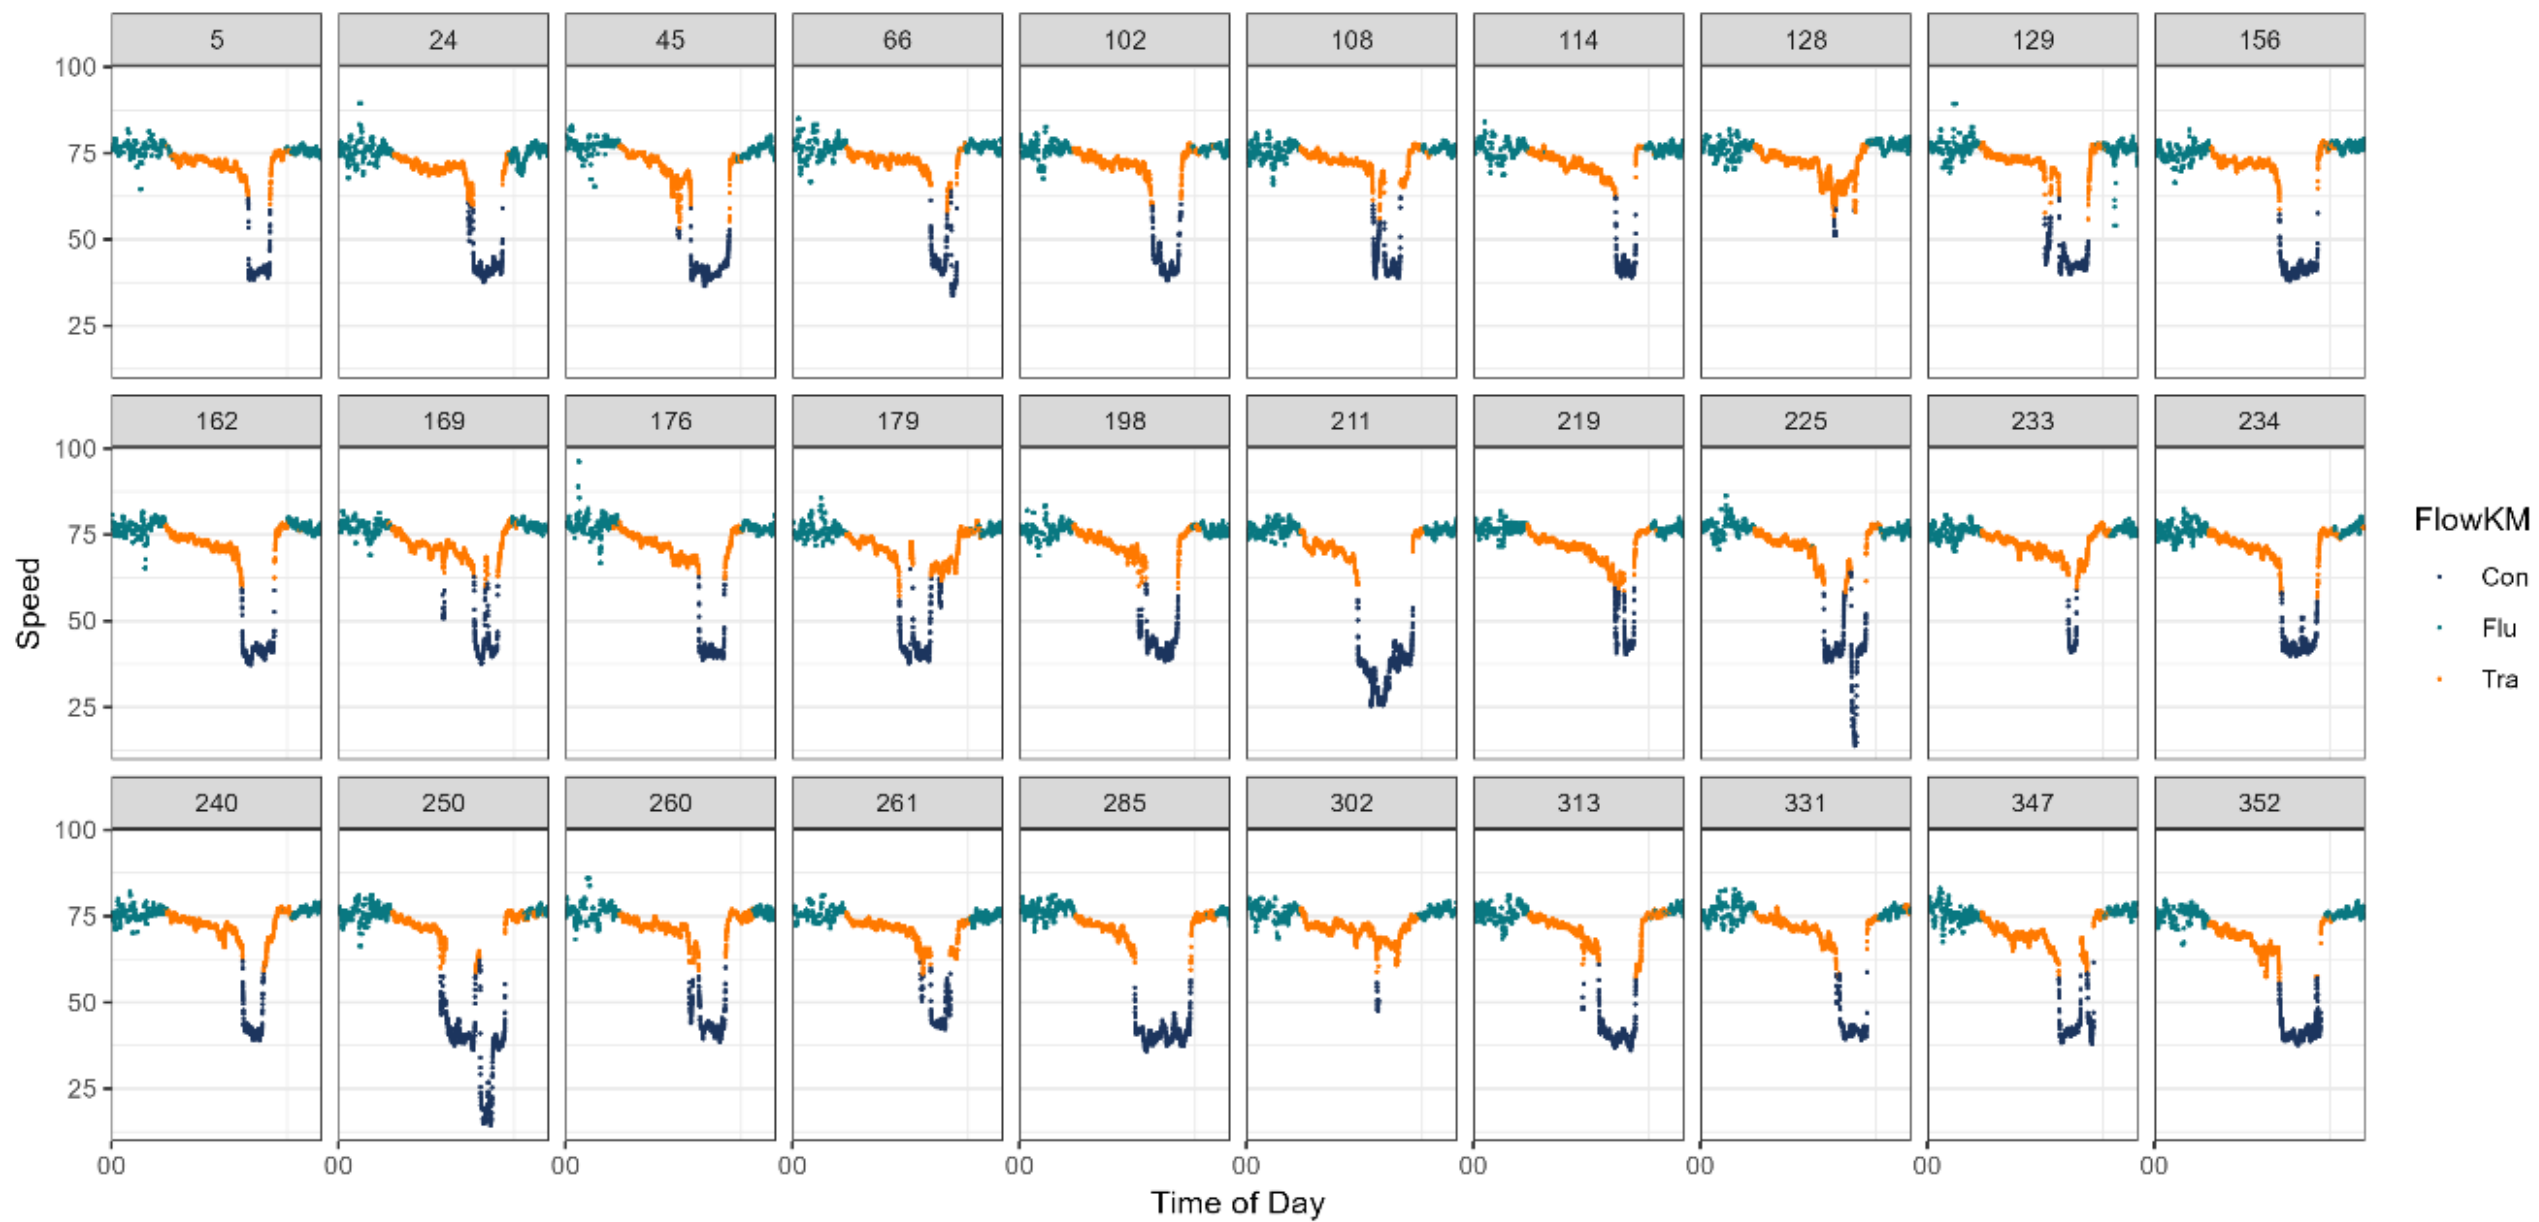 5 24 45 66 102 108 114 128 129 156
100
75
50
25
162 169 176 179 198 211 219 225 233 234
100
75
50
25
Speed
FlowKM
Con
Flu
Tra
240 250 260 261 285 302 313 331 347 352
100
75
50
25
00 00 00 00 00 00 00 00 00 00
Time of Day